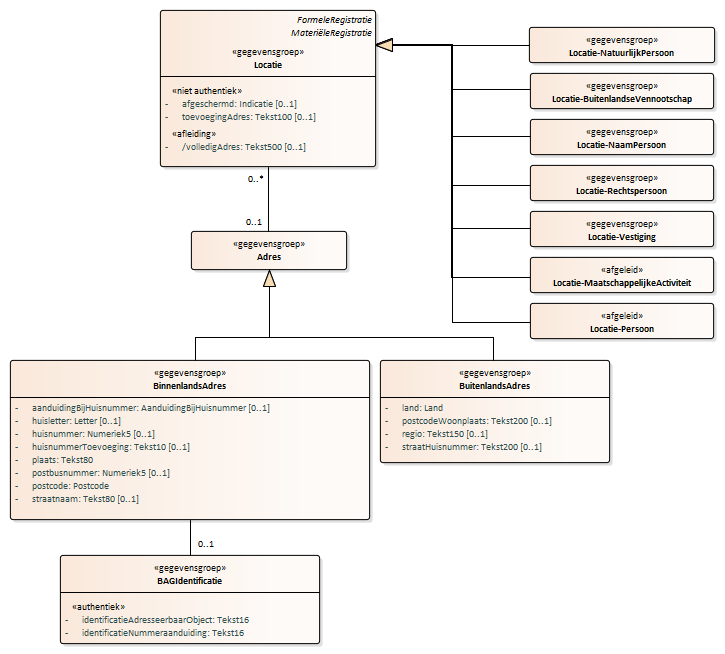 FormeleRegistratie
MateriëleRegistratie
«gegevensgroep»
Locatie
«niet authentiek»
- afgeschermd: Indicatie [0..1]
- toevoegingAdres: Tekst100 [0..1]
«afleiding»
- /volledigAdres: Tekst500 [0..1]
«gegevensgroep»
Locatie-NatuurlijkPersoon
«gegevensgroep»
Locatie-BuitenlandseVennootschap
«gegevensgroep»
Locatie-NaamPersoon
«gegevensgroep»
Locatie-Rechtspersoon
«gegevensgroep»
Locatie-Vestiging
«afgeleid»
Locatie-MaatschappelijkeActiviteit
«afgeleid»
Locatie-Persoon
0..*
0..1
«gegevensgroep»
Adres
«gegevensgroep»
BinnenlandsAdres
- aanduidingBijHuisnummer: AanduidingBijHuisnummer [0..1]
- huisletter: Letter [0..1]
- huisnummer: Numeriek5 [0..1]
- huisnummerToevoeging: Tekst10 [0..1]
- plaats: Tekst80
- postbusnummer: Numeriek5 [0..1]
- postcode: Postcode
- straatnaam: Tekst80 [0..1]
«gegevensgroep»
BuitenlandsAdres
- land: Land
- postcodeWoonplaats: Tekst200 [0..1]
- regio: Tekst150 [0..1]
- straatHuisnummer: Tekst200 [0..1]
0..1
«gegevensgroep»
BAGIdentificatie
«authentiek»
- identificatieAdresseerbaarObject: Tekst16
- identificatieNummeraanduiding: Tekst16